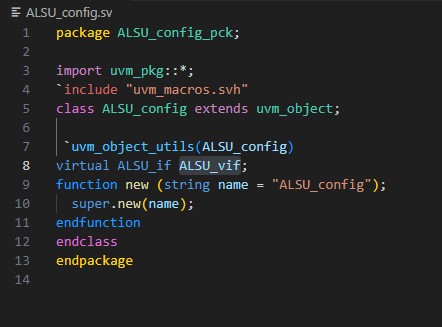 ALSU_config.sv
1 package ALSU_config_pck;
2
3 import uvm_pkg::*;
4 `include "uvm_macros.svh"
5 class ALSU_config extends uvm_object;
6
7 `uvm_object_utils(ALSU_config)
8 virtual ALSU_if ALSU_vif;
9 function new (string name = "ALSU_config");
10 super.new(name);
11 endfunction
12 endclass
13 endpackage
14